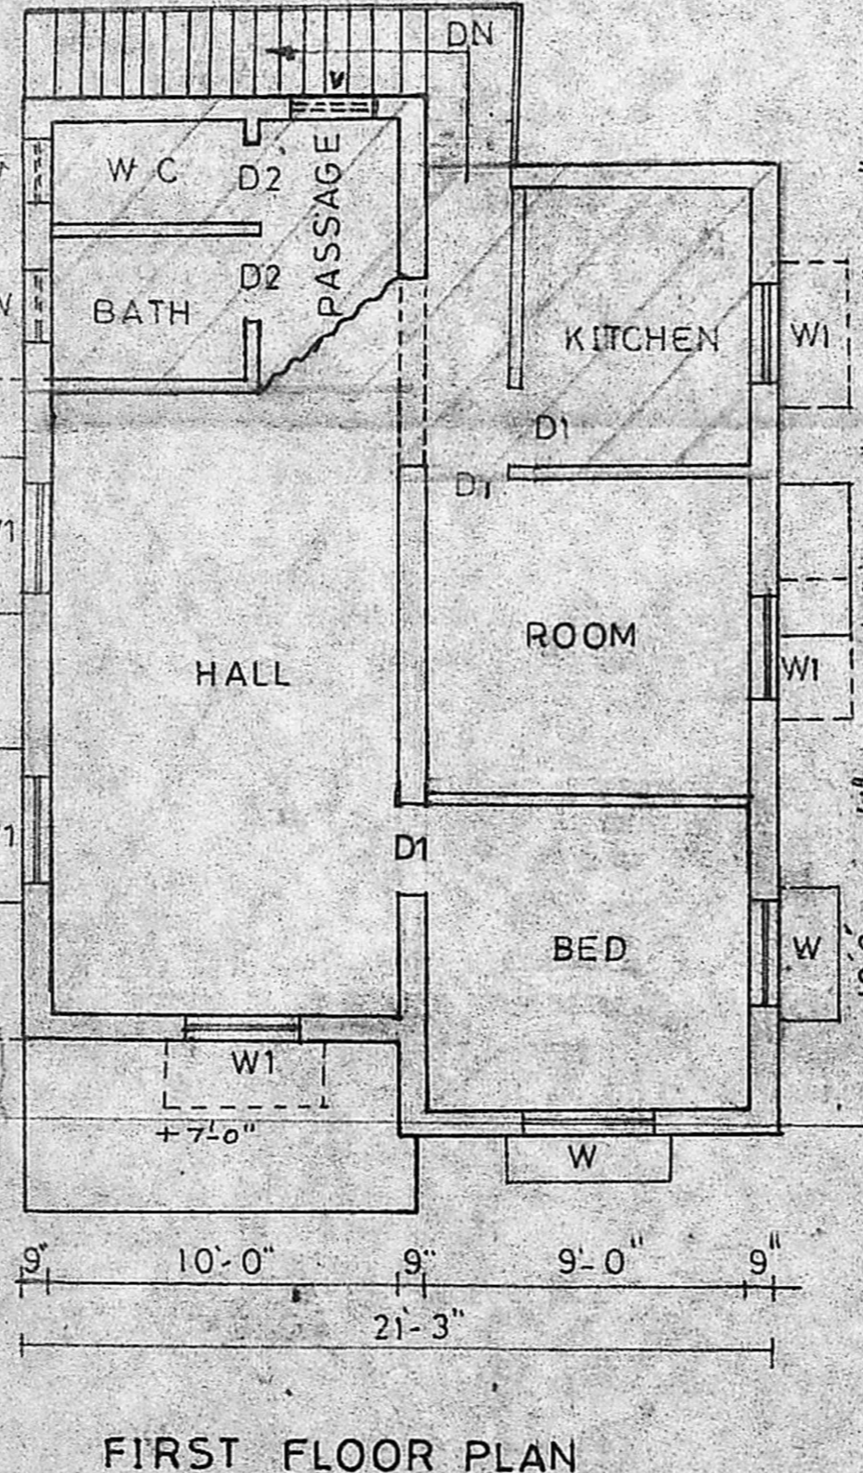 DN
V
W C
D2
PASSAGE
D2
BATH
KITCHEN
W1
D1
D1
ROOM
W1
HALL
D1
BED
W
W1
+7'-0"
W
9" 10'-0" 9" 9'-0" 9"
21'-3"
FIRST FLOOR PLAN